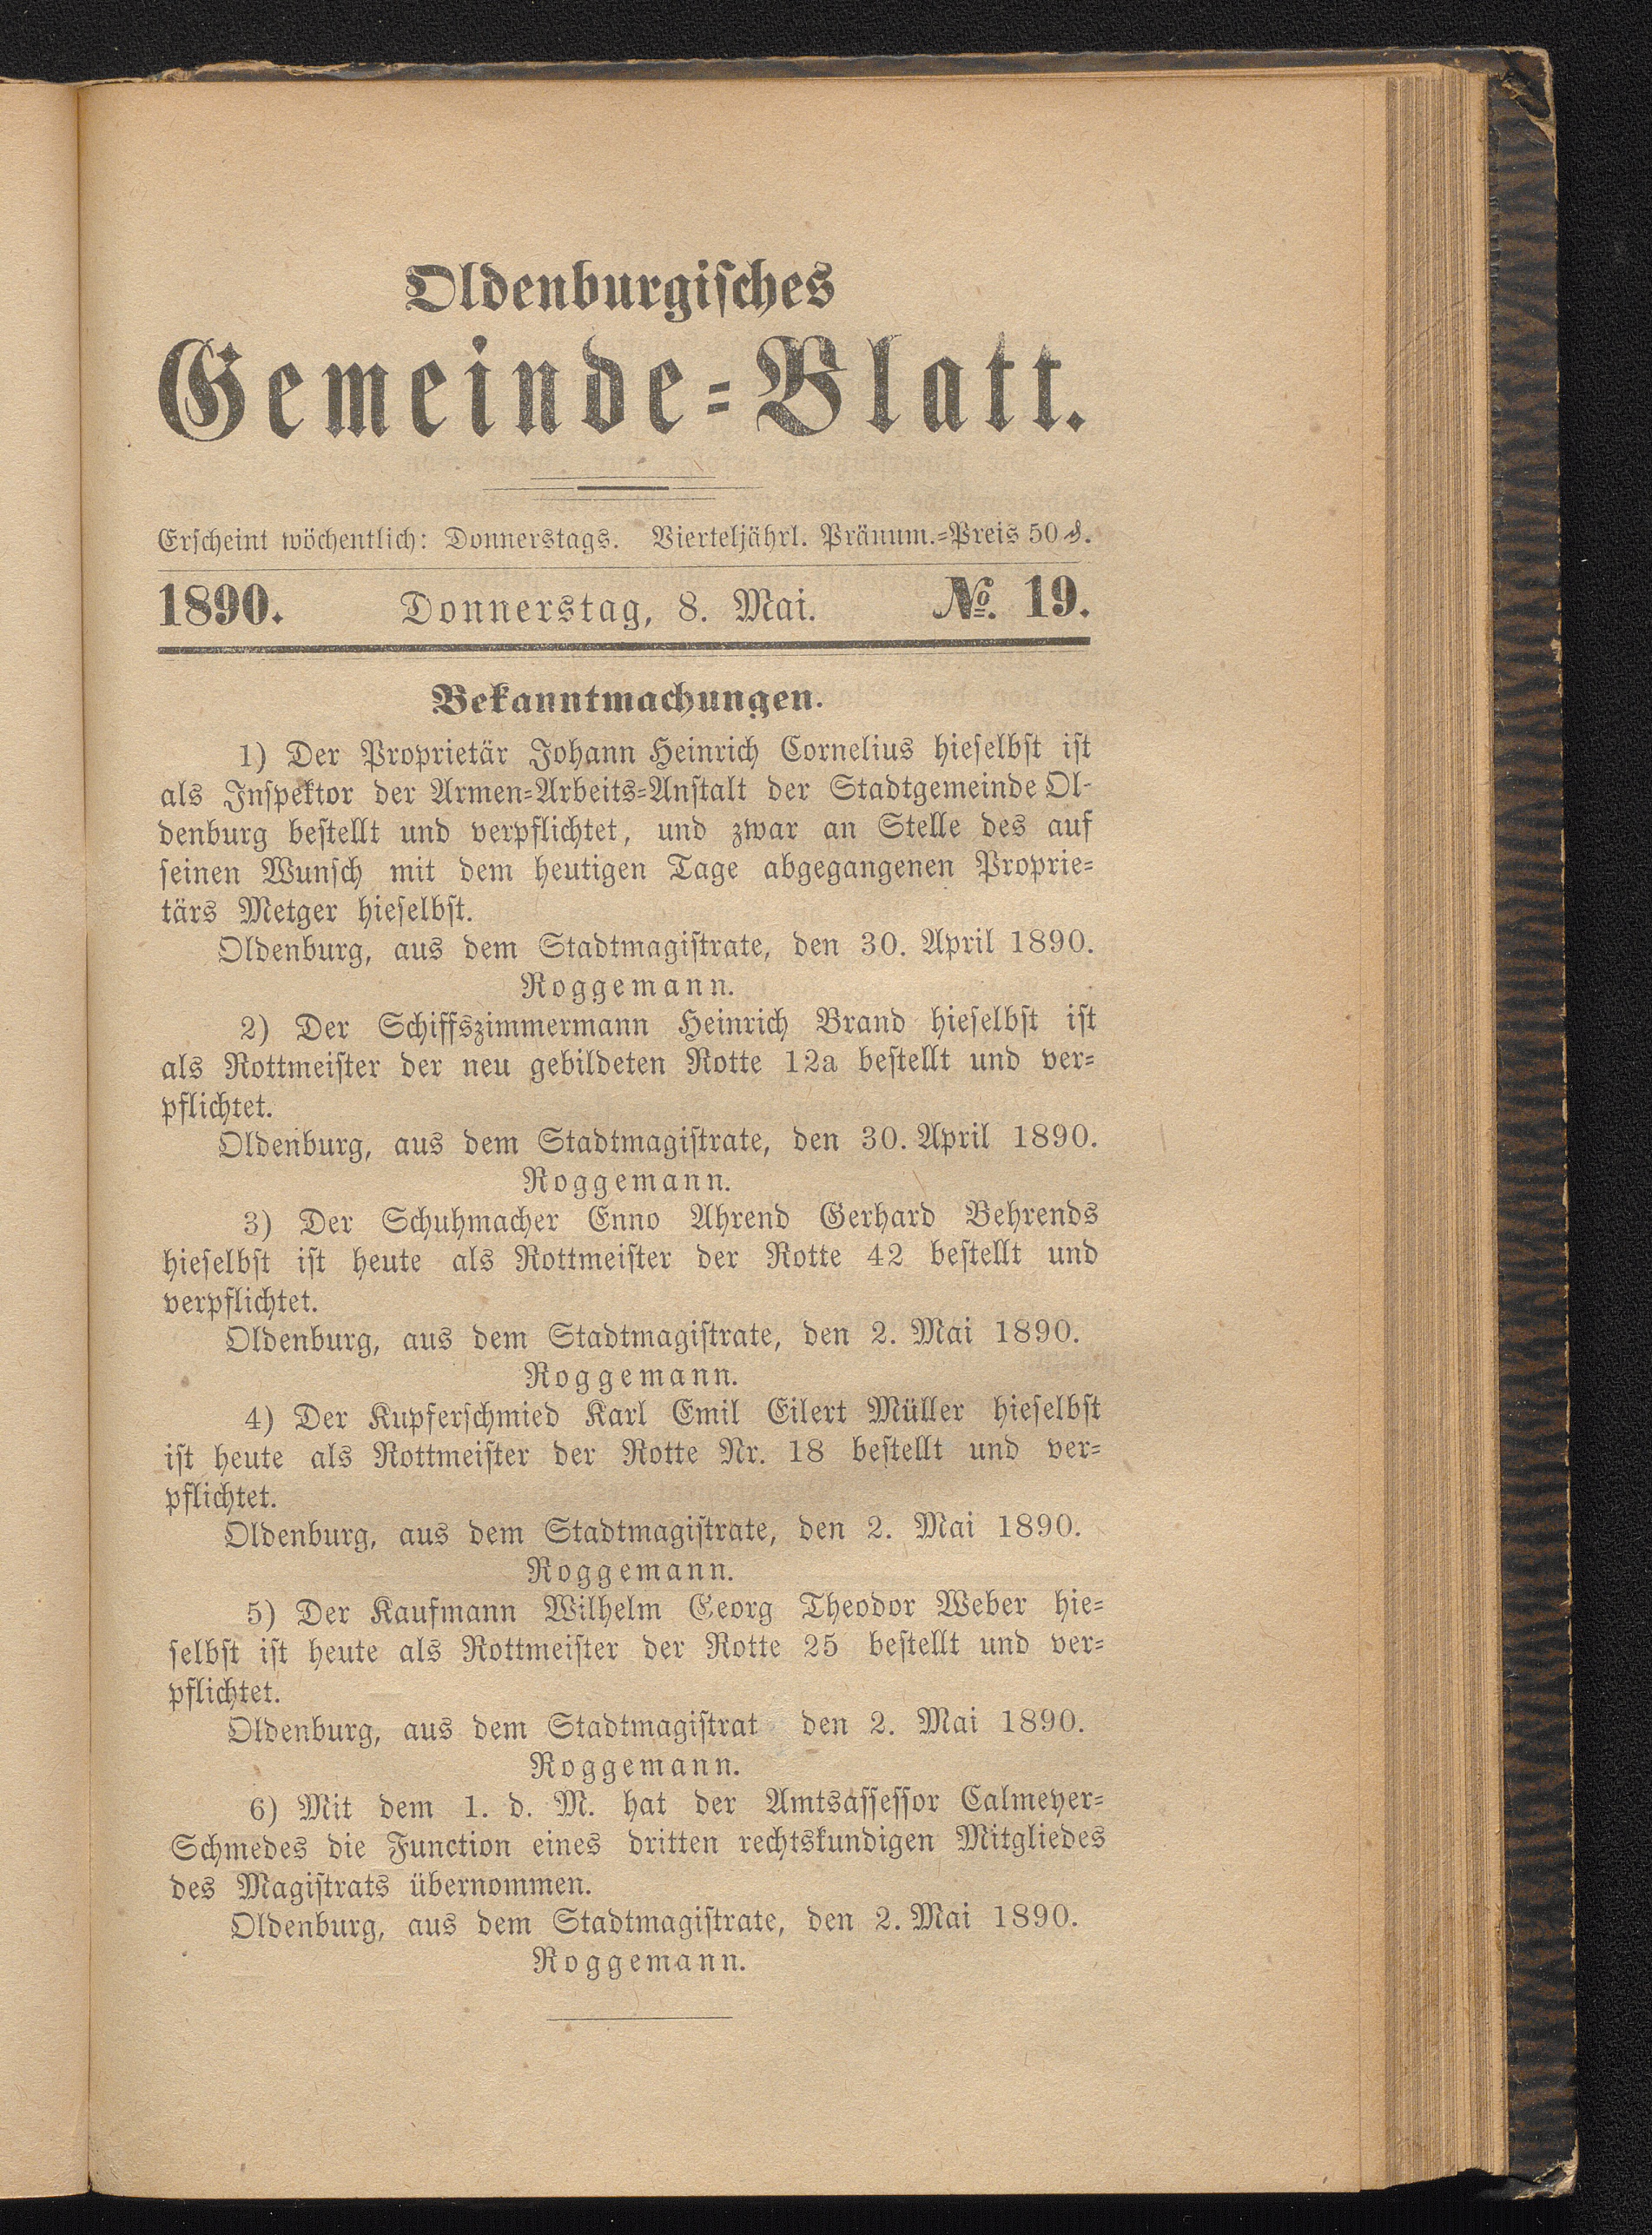 Oldenburgisches
Gemeinde-Blatt.
Erscheint wöchentlich: Donnerstags. Vierteljährl. Pränum.-Preis 50 ₰.
1890. Donnerstag, 8. Mai. №. 19.
Bekanntmachungen.
1) Der Proprietär Johann Heinrich Cornelius hieselbst ist
als Inspektor der Armen-Arbeits-Anstalt der Stadtgemeinde Ol-
denburg bestellt und verpflichtet, und zwar an Stelle des auf
seinen Wunsch mit dem heutigen Tage abgegangenen Proprie-
tärs Metger hieselbst.
Oldenburg, aus dem Stadtmagistrate, den 30. April 1890.
Roggemann.
2) Der Schiffszimmermann Heinrich Brand hieselbst ist
als Rottmeister der neu gebildeten Rotte 12a bestellt und ver-
pflichtet.
Oldenburg, aus dem Stadtmagistrate, den 30. April 1890.
Roggemann.
3) Der Schuhmacher Enno Ahrend Gerhard Behrends
hieselbst ist heute als Rottmeister der Rotte 42 bestellt und
verpflichtet.
Oldenburg, aus dem Stadtmagistrate, den 2. Mai 1890.
Roggemann.
4) Der Kupferschmied Karl Emil Eilert Müller hieselbst
ist heute als Rottmeister der Rotte Nr. 18 bestellt und ver-
pflichtet.
Oldenburg, aus dem Stadtmagistrate, den 2. Mai 1890.
Roggemann.
5) Der Kaufmann Wilhelm Georg Theodor Weber hie-
selbst ist heute als Rottmeister der Rotte 25 bestellt und ver-
pflichtet.
Oldenburg, aus dem Stadtmagistrat den 2. Mai 1890.
Roggemann.
6) Mit dem 1. d. M. hat der Amtsassessor Calmeyer-
Schmedes die Function eines dritten rechtskundigen Mitgliedes
des Magistrats übernommen.
Oldenburg, aus dem Stadtmagistrate, den 2. Mai 1890.
Roggemann.